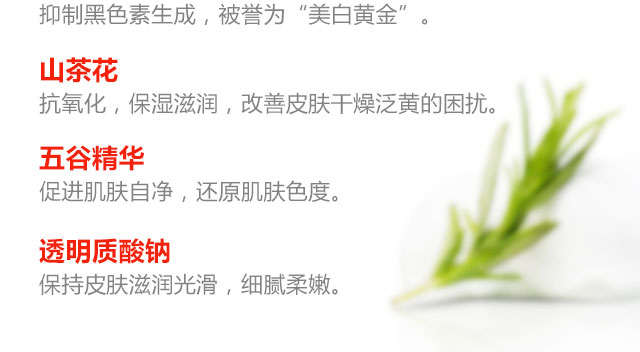 抑制黑色素生成，被誉为“美白黄金”。
山茶花
抗氧化，保湿滋润，改善皮肤干燥泛黄的困扰。
五谷精华
促进肌肤自净，还原肌肤色度。
透明质酸钠
保持皮肤滋润光滑，细腻柔嫩。